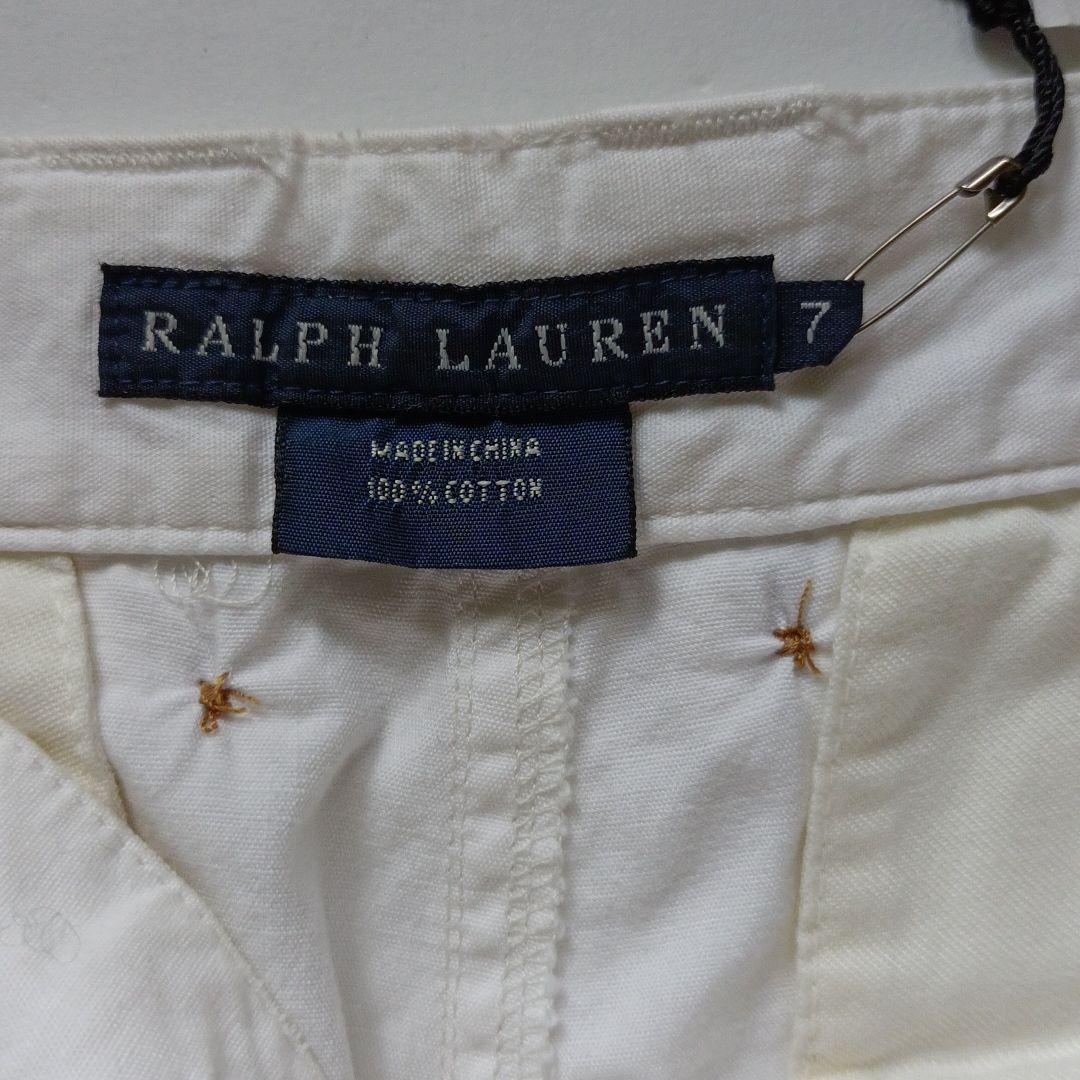 RALPH LAUREN 7
MADE IN CHINA
100% COTTON